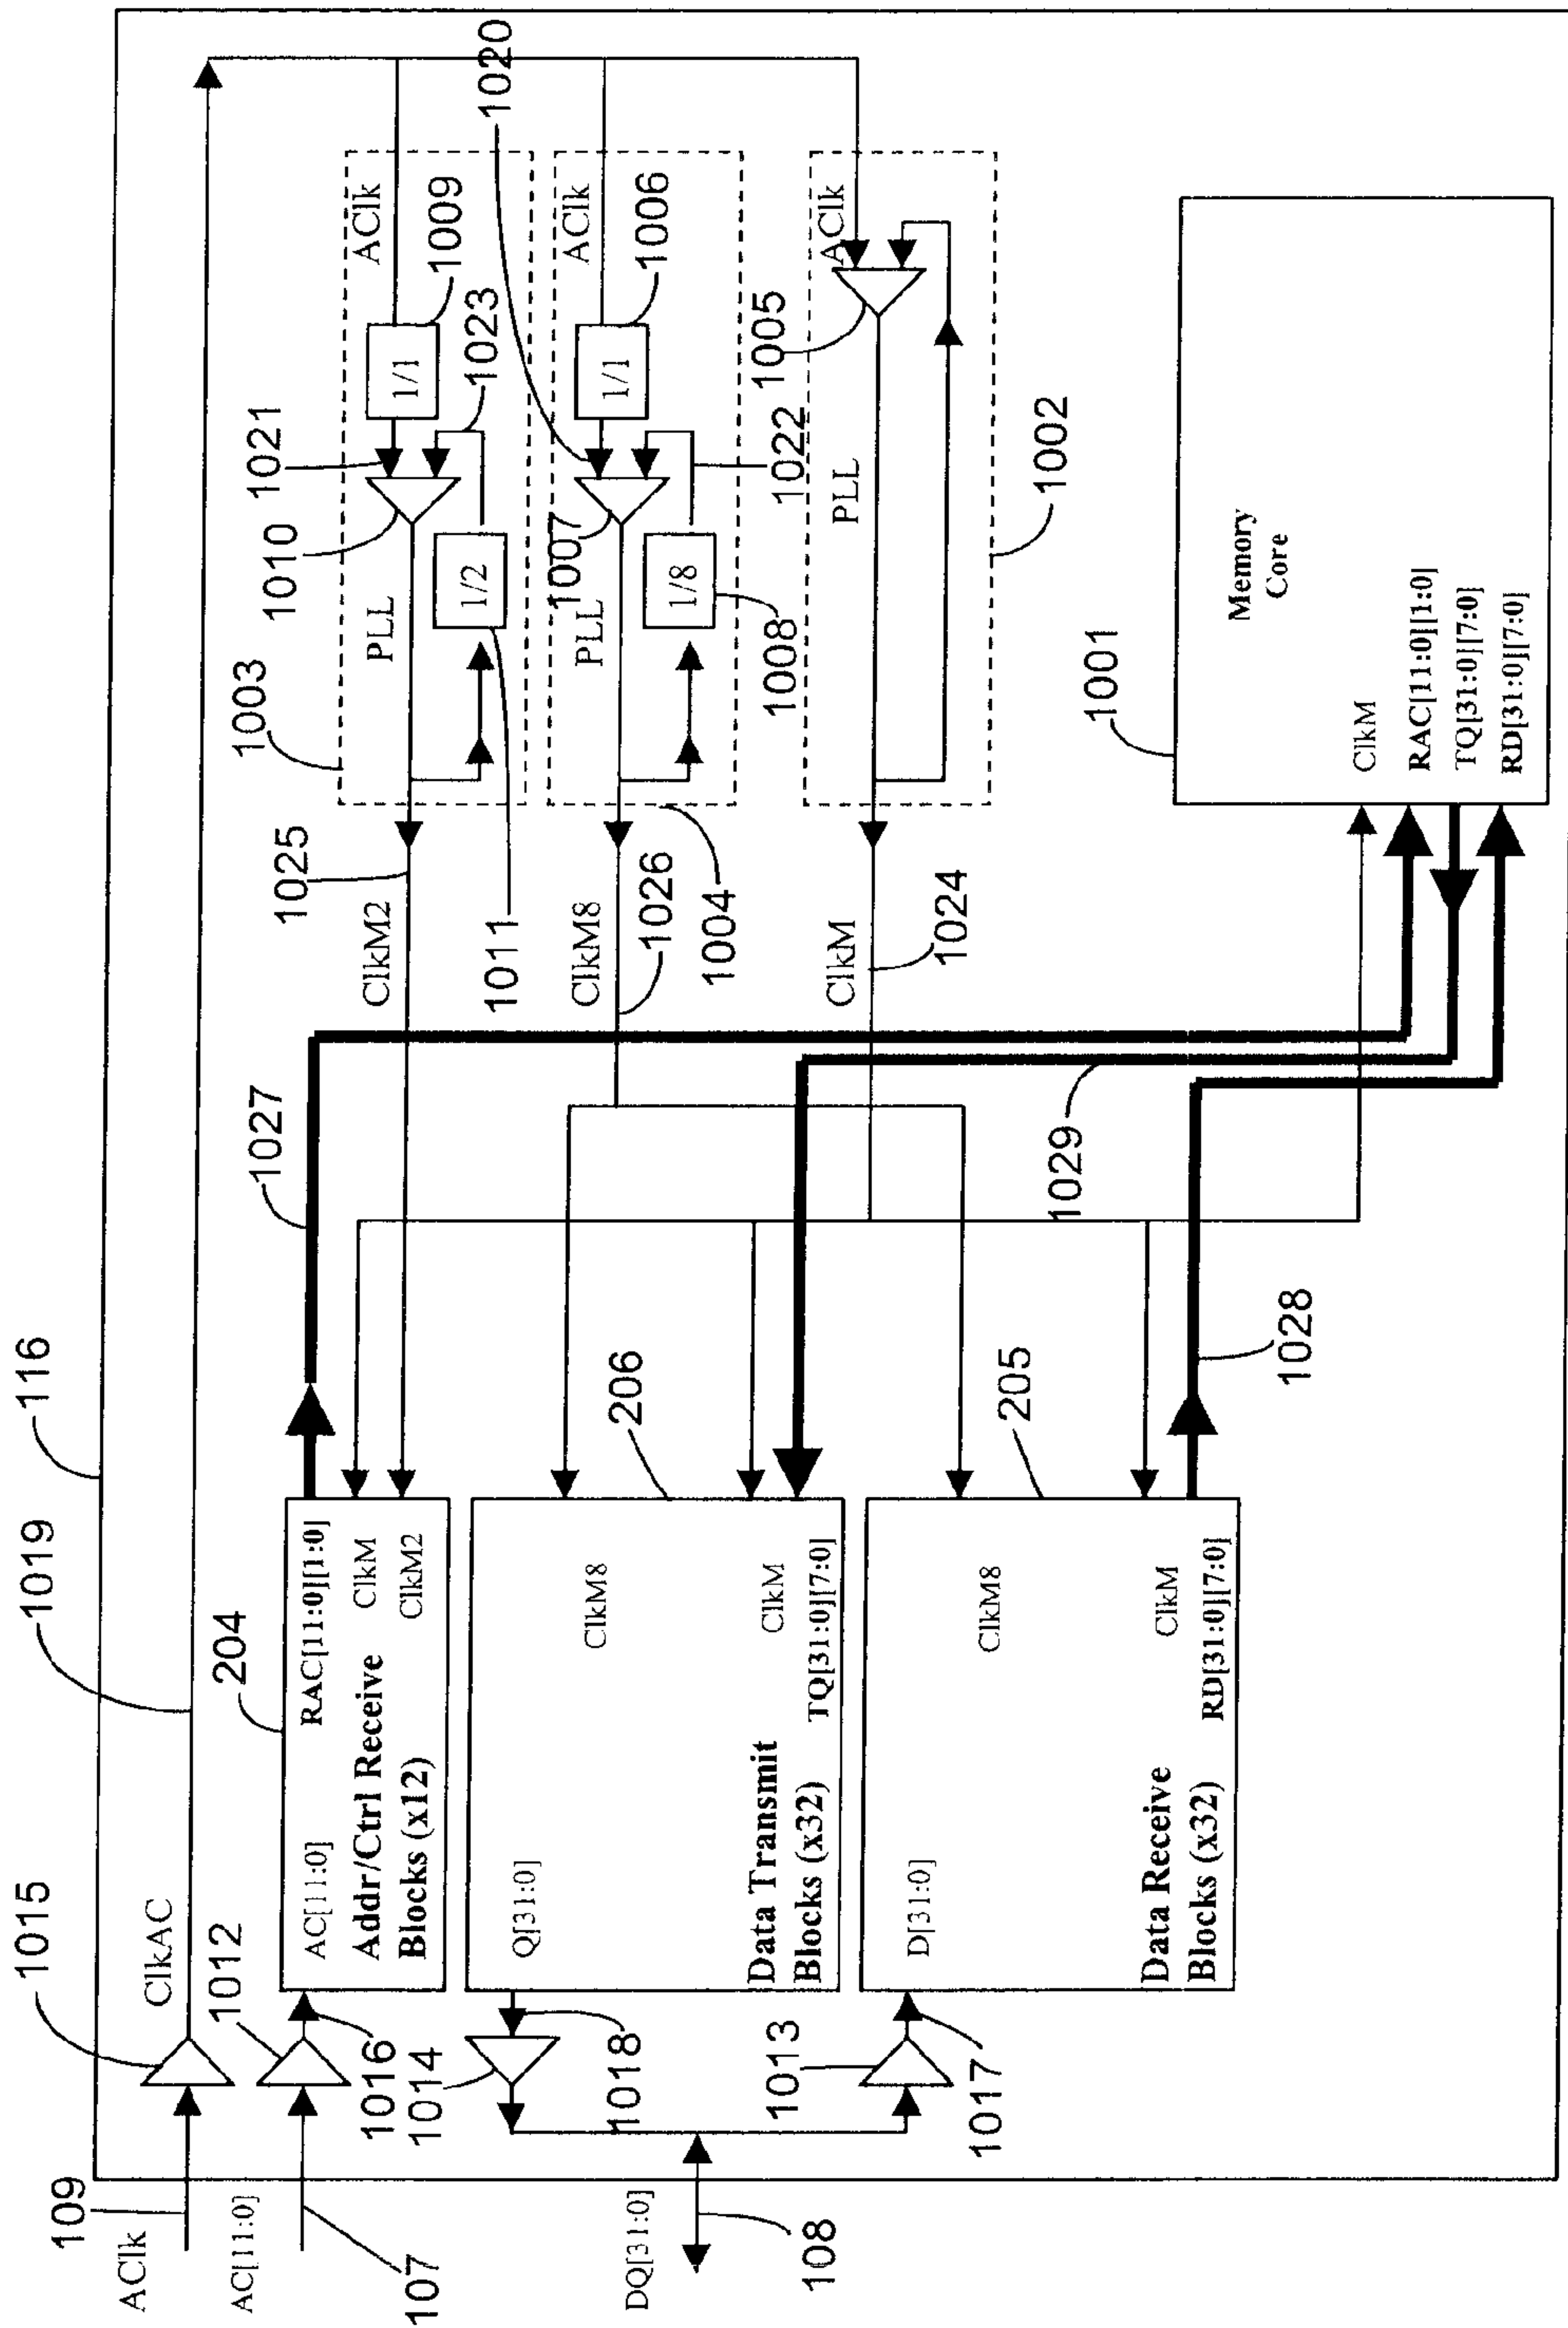 116
1019
1015
ClkAC
109
AClk
1012
204
1027
1025
1003
1010
1021
1020
AC[11:0]
107
1016
AC[11:0]
RAC[11:0][1:0]
Addr/Ctrl Receive
Blocks (x12)
ClkM
ClkM2
ClkM2
PLL
1/2
1/1
AClk
1009
1023
1011
1014
1018
Q[31:0]
ClkM8
206
ClkM8
1026
1004
PLL
1007
1/8
1/1
AClk
1006
1008
1022
1005
DQ[31:0]
108
Data Transmit
Blocks (x32)
ClkM
TQ[31:0][7:0]
ClkM
1024
PLL
AClk
1002
1013
1017
D[31:0]
ClkM8
205
1029
Data Receive
Blocks (x32)
ClkM
RD[31:0][7:0]
1028
1001
Memory
Core
ClkM
RAC[11:0][1:0]
TQ[31:0][7:0]
RD[31:0][7:0]